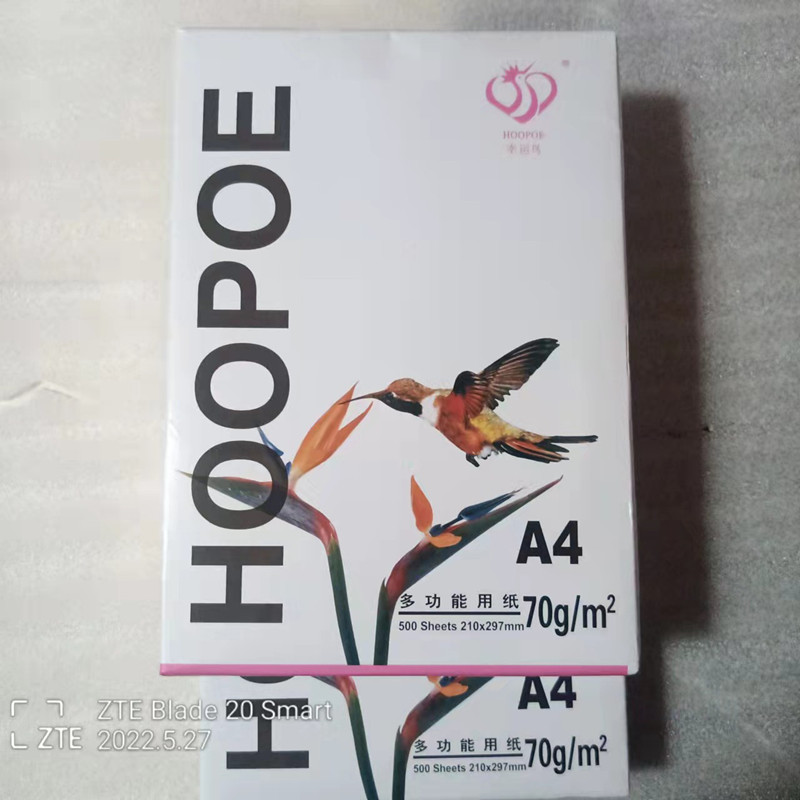 HOOPOE
HOOPOE
A4
多功能用纸
500 Sheets 210x297mm
70g/m²
A4
多功能用纸
500 Sheets 210x297mm
70g/m²
ZTE Blade 20 Smart
ZTE 2022.5.27